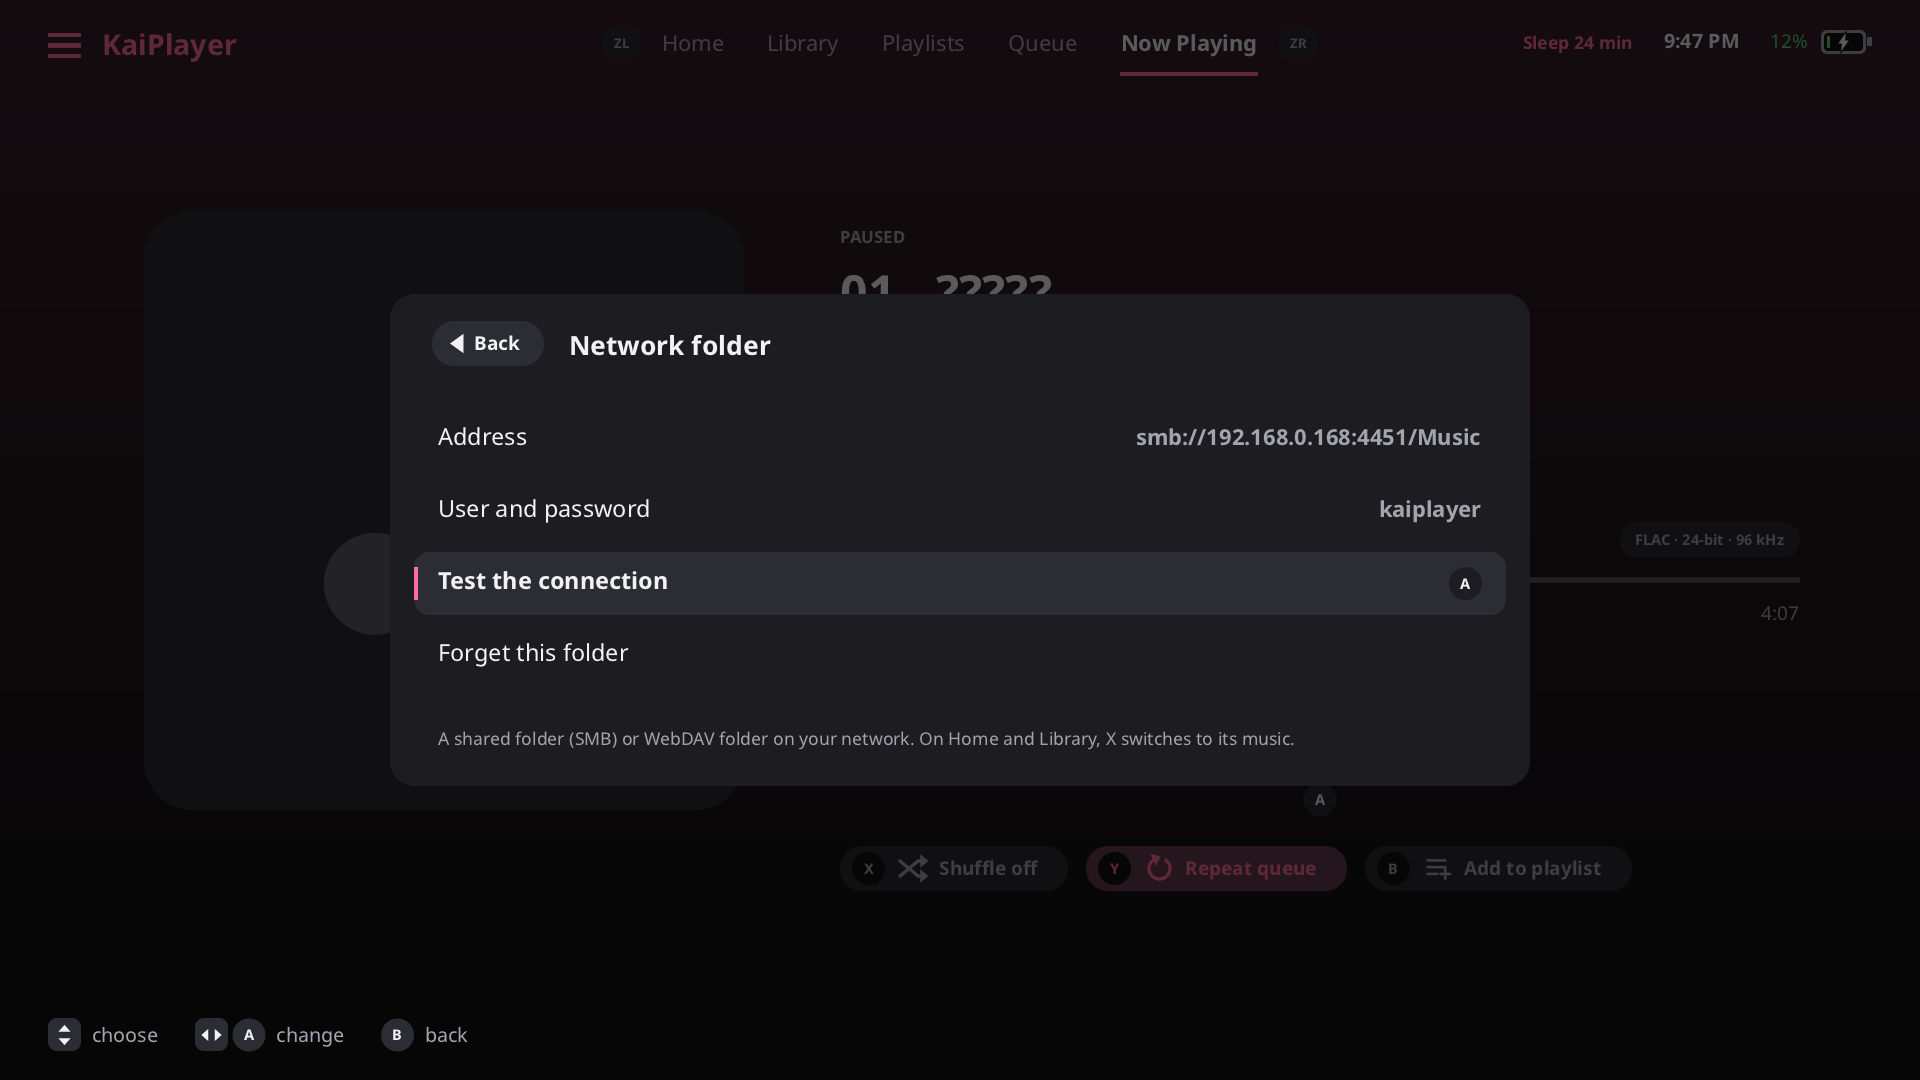 KaiPlayer
ZL Home Library Playlists Queue Now Playing ZR
Sleep 24 min 9:47 PM 12%
PAUSED
01 ?????
Back Network folder
Address smb://192.168.0.168:4451/Music
User and password kaiplayer
FLAC · 24-bit · 96 kHz
Test the connection A
4:07
Forget this folder
A shared folder (SMB) or WebDAV folder on your network. On Home and Library, X switches to its music.
A
X Shuffle off Y Repeat queue B Add to playlist
choose A change B back